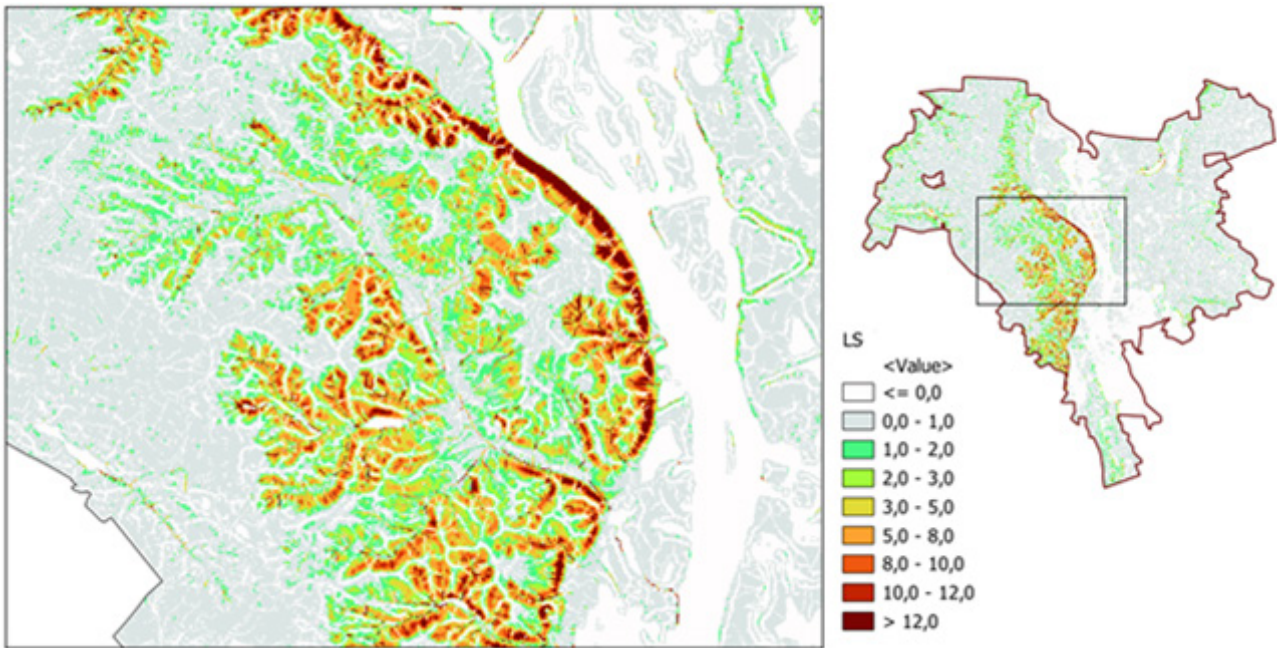 LS
<Value>
<= 0,0
0,0 - 1,0
1,0 - 2,0
2,0 - 3,0
3,0 - 5,0
5,0 - 8,0
8,0 - 10,0
10,0 - 12,0
> 12,0